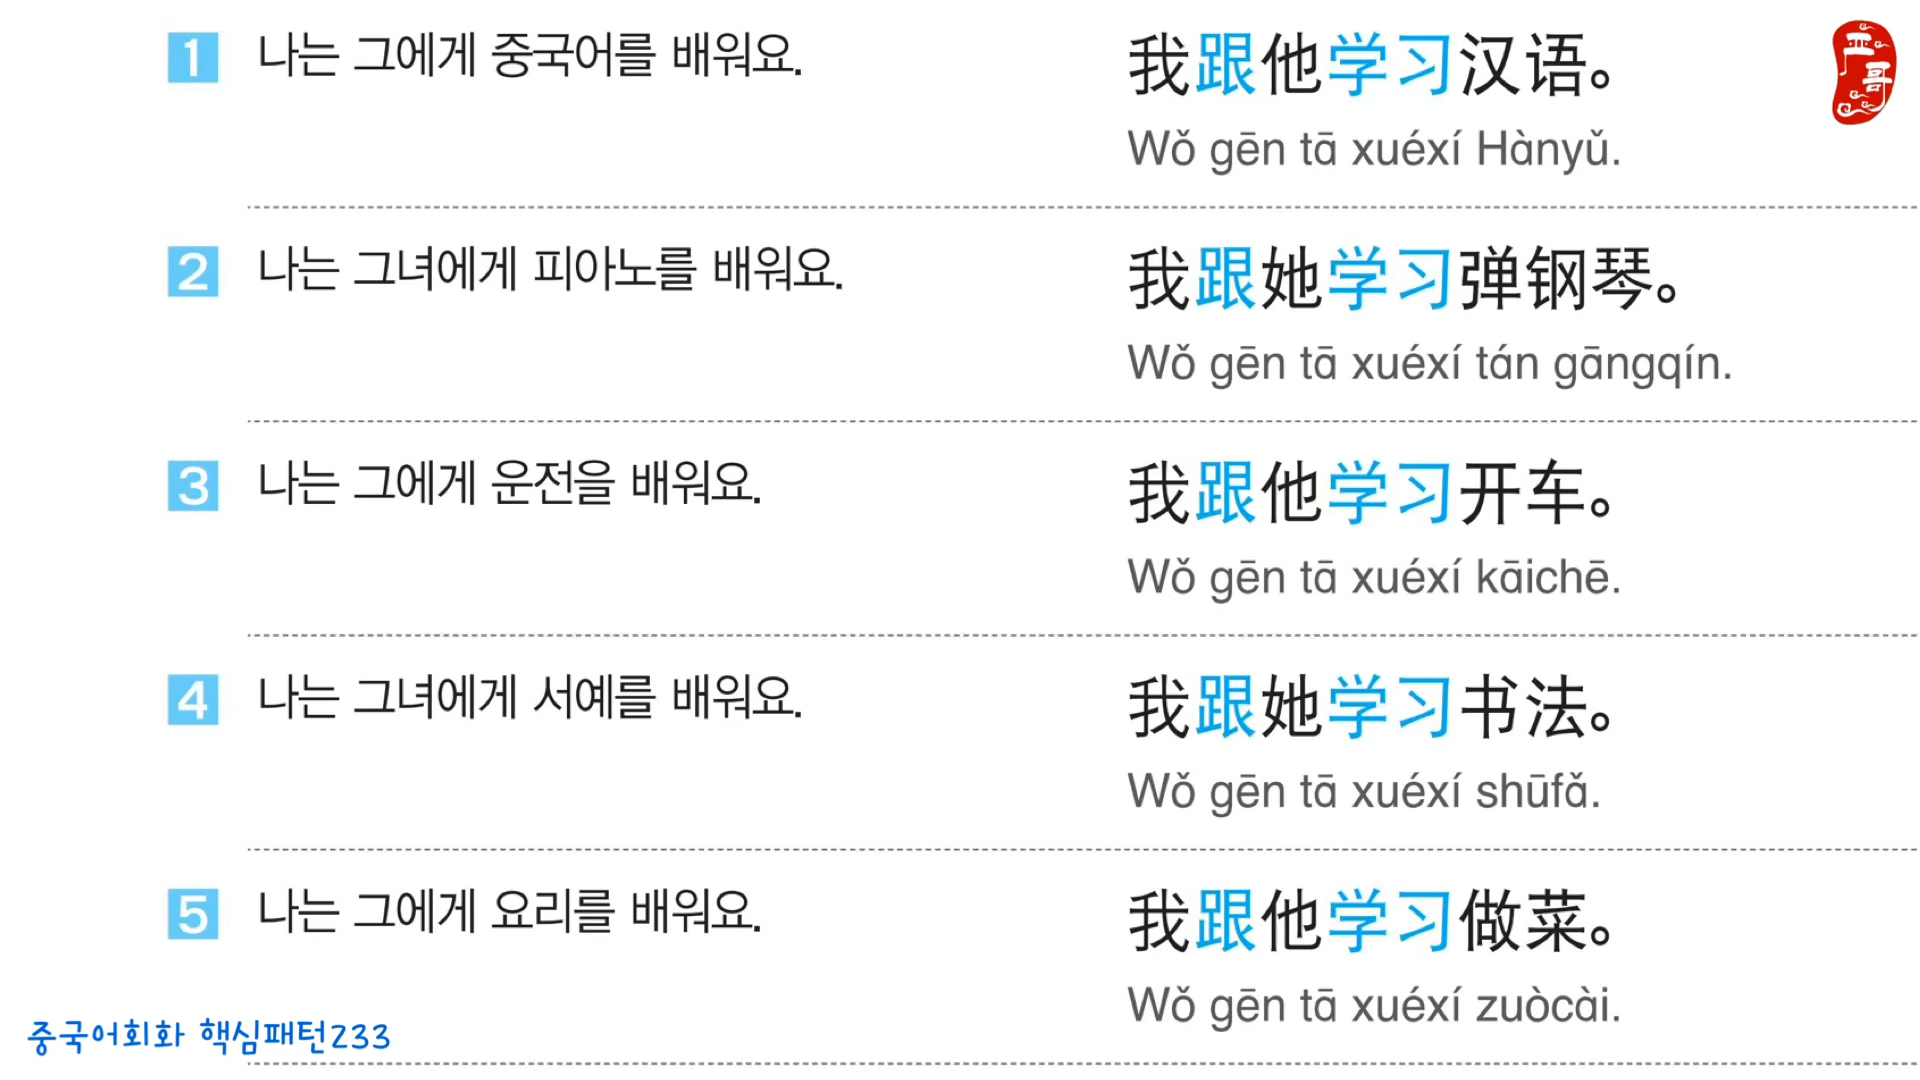 1 나는 그에게 중국어를 배워요.
我跟他学习汉语。
Wǒ gēn tā xuéxí Hànyǔ.
2 나는 그녀에게 피아노를 배워요.
我跟她学习弹钢琴。
Wǒ gēn tā xuéxí tán gāngqín.
3 나는 그에게 운전을 배워요.
我跟他学习开车。
Wǒ gēn tā xuéxí kāichē.
4 나는 그녀에게 서예를 배워요.
我跟她学习书法。
Wǒ gēn tā xuéxí shūfǎ.
5 나는 그에게 요리를 배워요.
我跟他学习做菜。
Wǒ gēn tā xuéxí zuòcài.
중국어회화 핵심패턴233